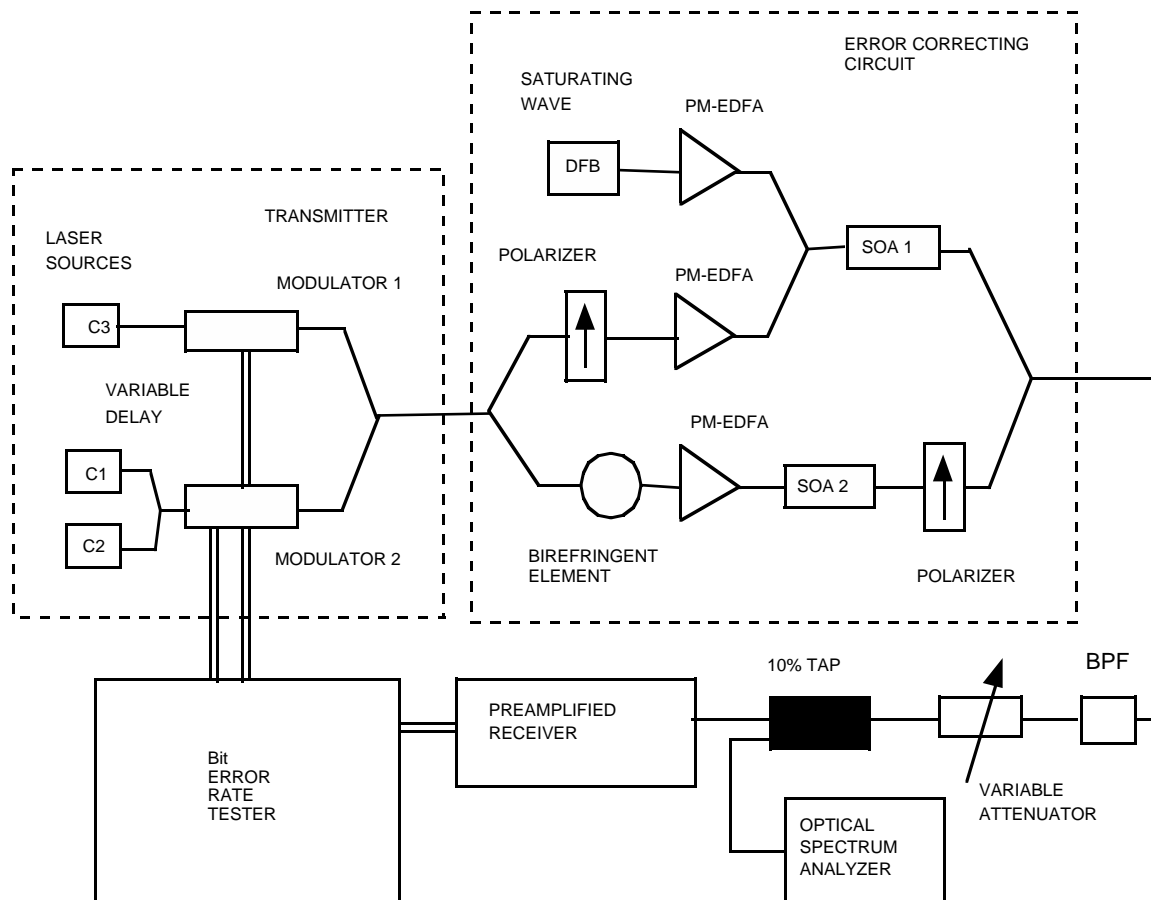 ERROR CORRECTING
CIRCUIT
SATURATING
WAVE
PM-EDFA
DFB
TRANSMITTER
LASER
SOURCES
POLARIZER
SOA 1
MODULATOR 1
PM-EDFA
C3
VARIABLE
DELAY
PM-EDFA
C1
SOA 2
C2
MODULATOR 2
BIREFRINGENT
ELEMENT
POLARIZER
10% TAP
BPF
PREAMPLIFIED
RECEIVER
Bit
ERROR
RATE
TESTER
VARIABLE
ATTENUATOR
OPTICAL
SPECTRUM
ANALYZER